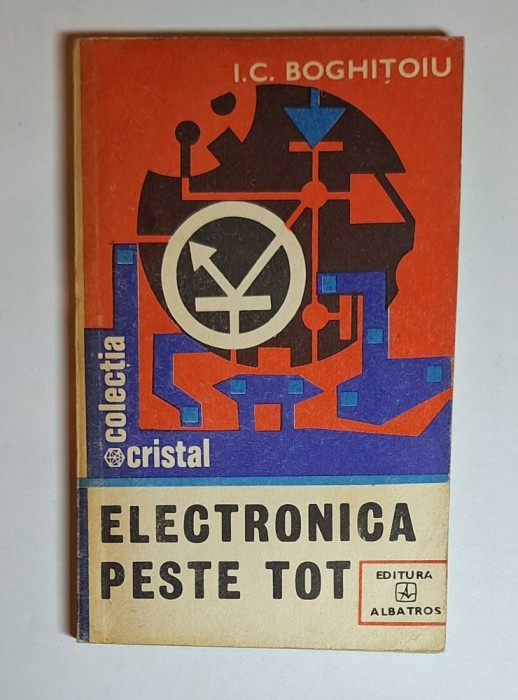 I.C. BOGHIȚOIU
colecția
cristal
ELECTRONICA
PESTE TOT
EDITURA
ALBATROS